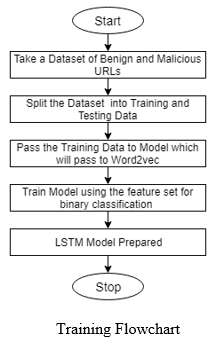 Start
Take a Dataset of Benign and Malicious
URLs
Split the Dataset into Training and
Testing Data
Pass the Training Data to Model which
will pass to Word2vec
Train Model using the feature set for
binary classification
LSTM Model Prepared
Stop
Training Flowchart